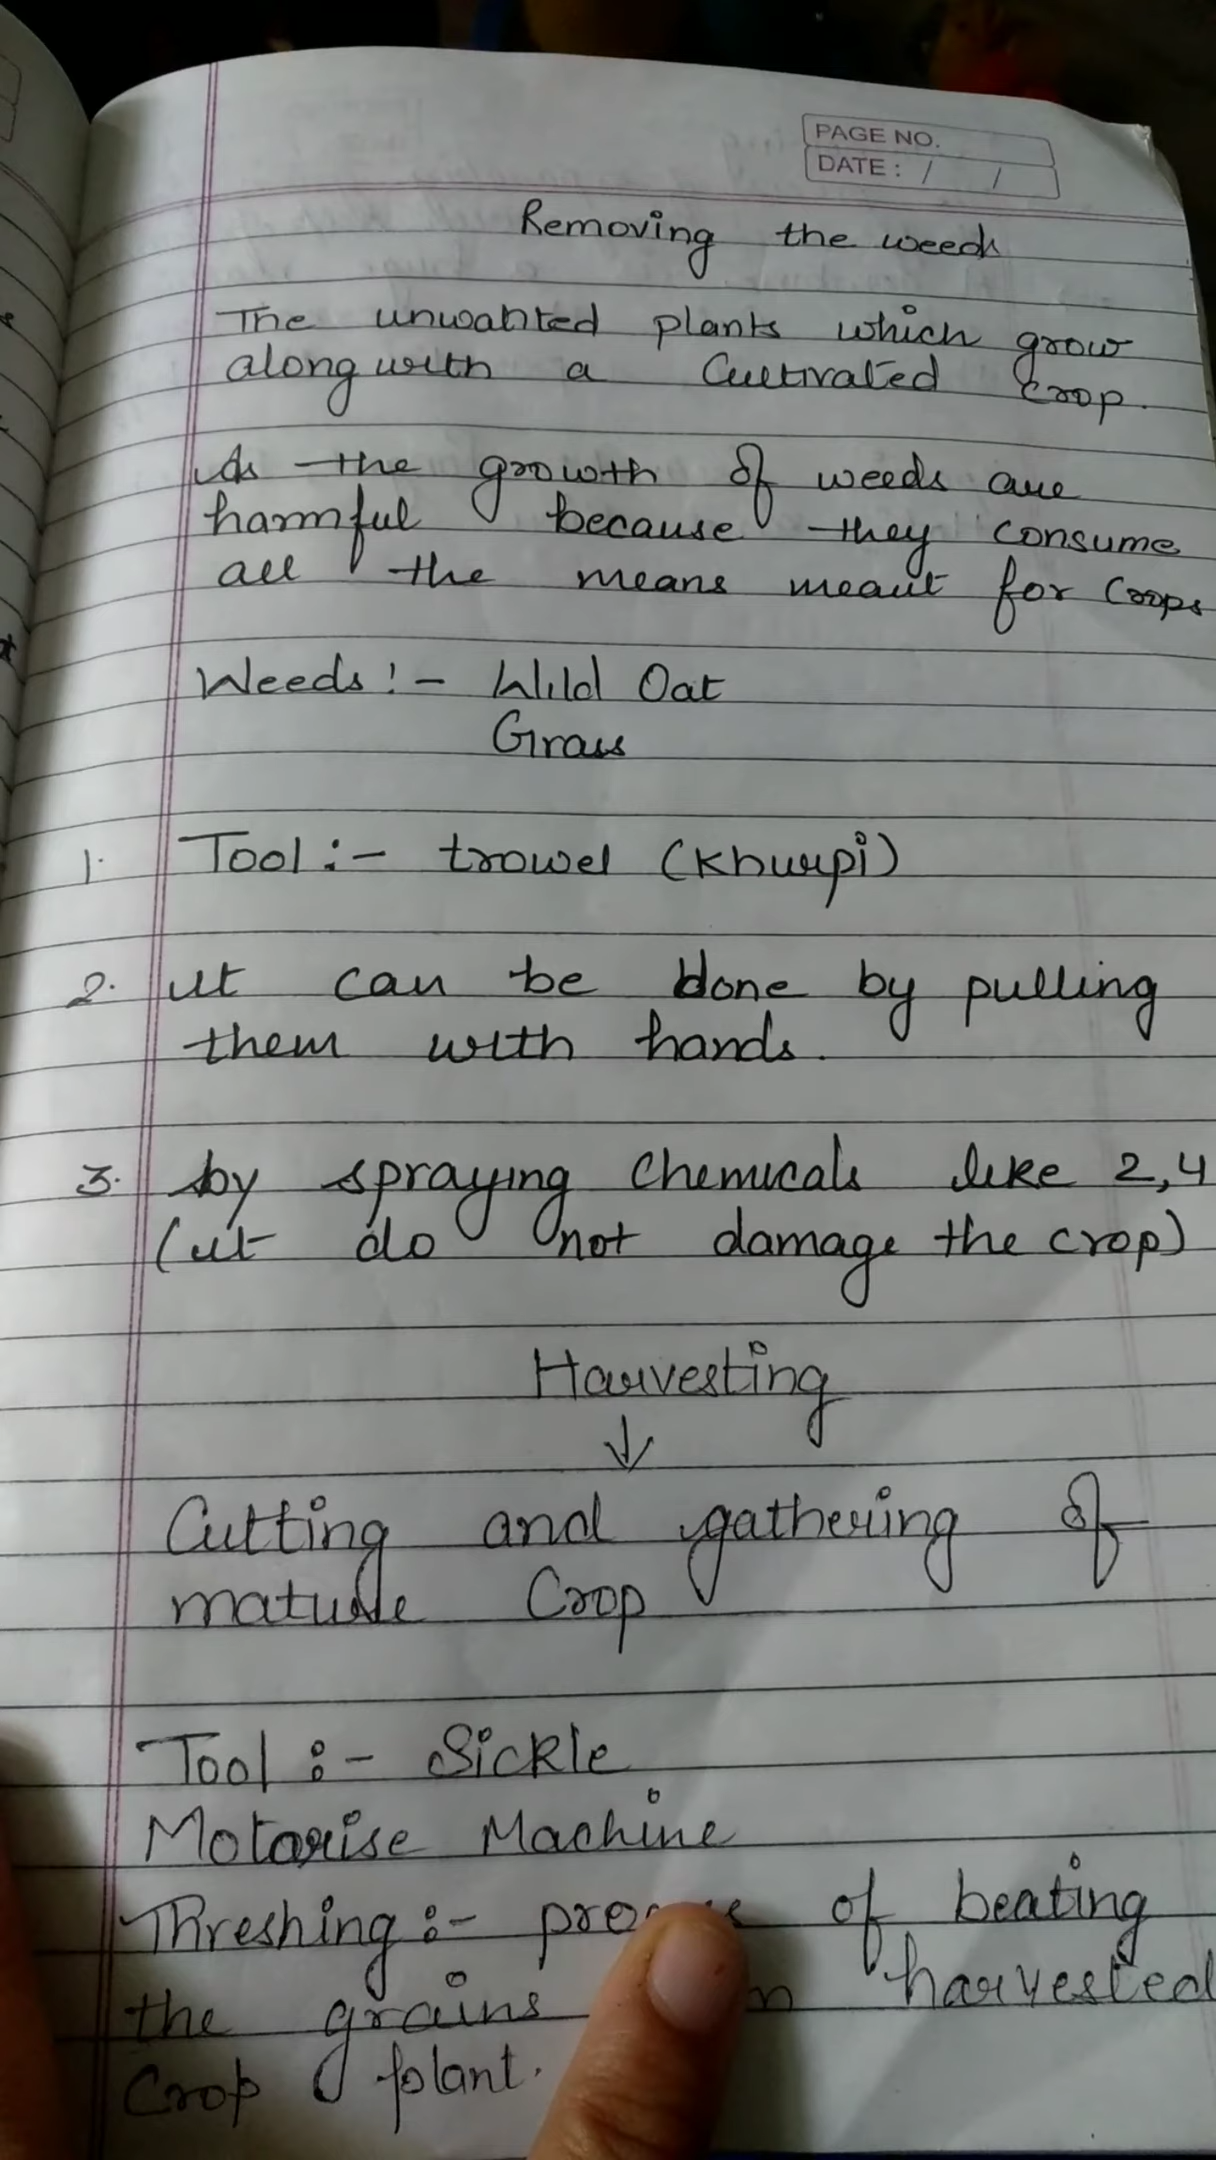 PAGE NO.
DATE : / /
Removing the weeds
The unwanted plants which grow
along with a Cultivated crop.
As the growth of weeds are
harmful because they consume
all the means meant for Crops
Weeds :- Wild Oat
Grass
1. Tool :- trowel (Khurpi)
2. It can be done by pulling
them with hands.
3. by spraying Chemicals like 2,4
(it do not damage the crop)
Harvesting
↓
Cutting and gathering of
mature Crop
Tool :- Sickle
Motorise Machine
Threshing :- of beating
the grains harvested
Crop plant.